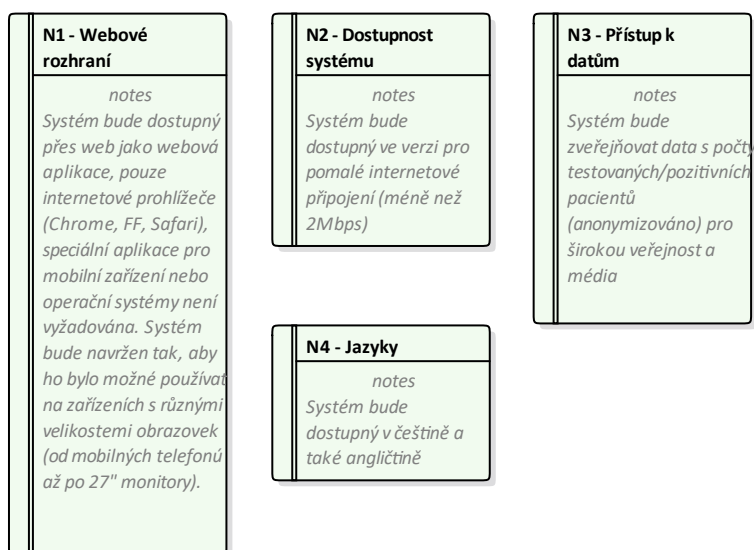 N1 - Webové
rozhraní
notes
Systém bude dostupný
přes web jako webová
aplikace, pouze
internetové prohlížeče
(Chrome, FF, Safari),
speciální aplikace pro
mobilní zařízení nebo
operační systémy není
vyžadována. Systém
bude navržen tak, aby
ho bylo možné používat
na zařízeních s různými
velikostemi obrazovek
(od mobilných telefonů
až po 27" monitory).
N2 - Dostupnost
systému
notes
Systém bude
dostupný ve verzi pro
pomalé internetové
připojení (méně než
2Mbps)
N3 - Přístup k
datům
notes
Systém bude
zveřejňovat data s počty
testovaných/pozitivních
pacientů
(anonymizováno) pro
širokou veřejnost a
média
N4 - Jazyky
notes
Systém bude
dostupný v češtině a
také angličtině